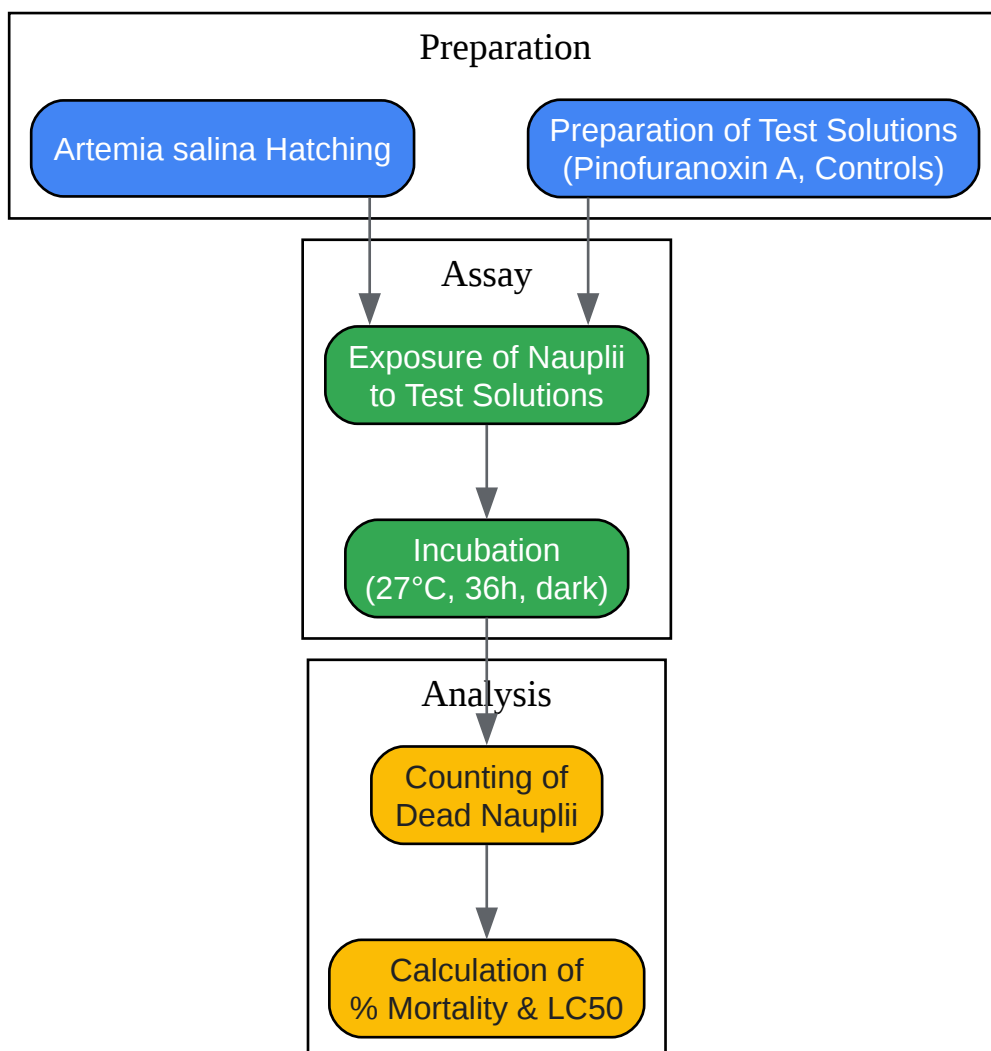 Preparation
Artemia salina Hatching
Preparation of Test Solutions
(Pinofuranoxin A, Controls)
Assay
Exposure of Nauplii
to Test Solutions
Incubation
(27°C, 36h, dark)
Analysis
Counting of
Dead Nauplii
Calculation of
% Mortality & LC50